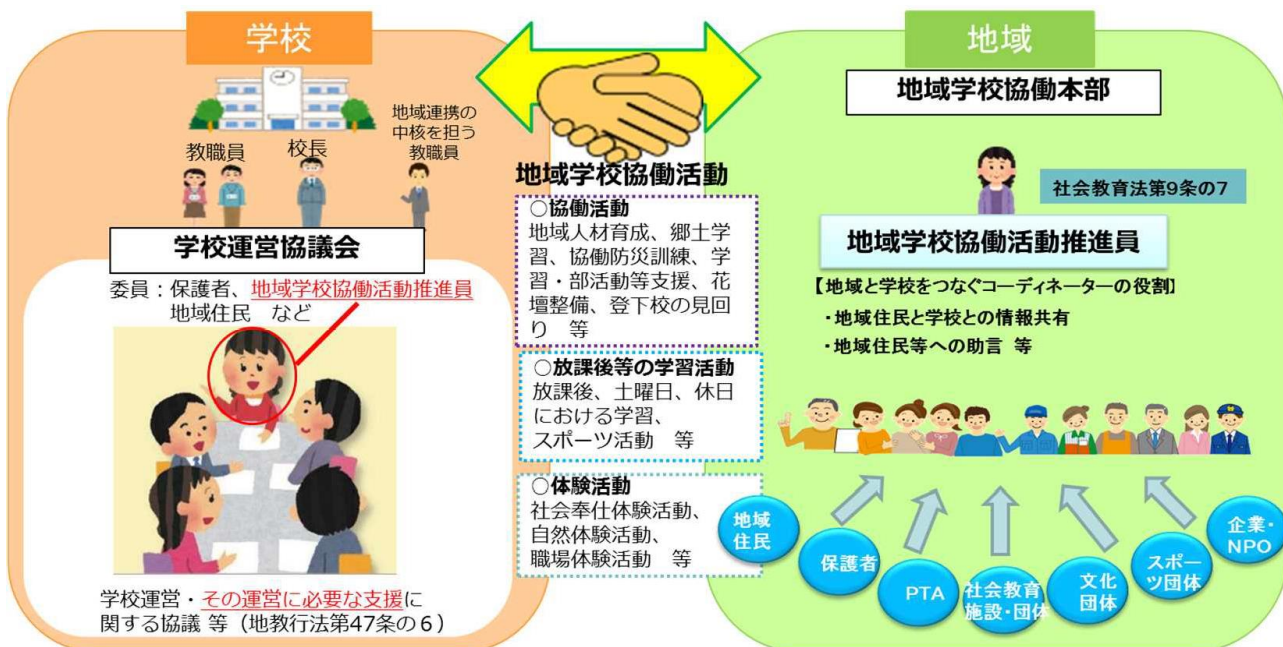 学校
地域連携の
中核を担う
教職員
教職員
校長
学校運営協議会
委員：保護者、地域学校協働活動推進員
地域住民　など
学校運営・その運営に必要な支援に
関する協議 等（地教行法第47条の６）
地域学校協働活動
○協働活動
地域人材育成、郷土学
習、協働防災訓練、学
習・部活動等支援、花
壇整備、登下校の見回
り　等
○放課後等の学習活動
放課後、土曜日、休日
における学習、
スポーツ活動　等
○体験活動
社会奉仕体験活動、
自然体験活動、
職場体験活動　等
地域
地域学校協働本部
社会教育法第9条の7
地域学校協働活動推進員
【地域と学校をつなぐコーディネーターの役割】
・地域住民と学校との情報共有
・地域住民等への助言 等
地域
住民
保護者
PTA
社会教育
施設・団体
文化
団体
スポー
ツ団体
企業・
NPO